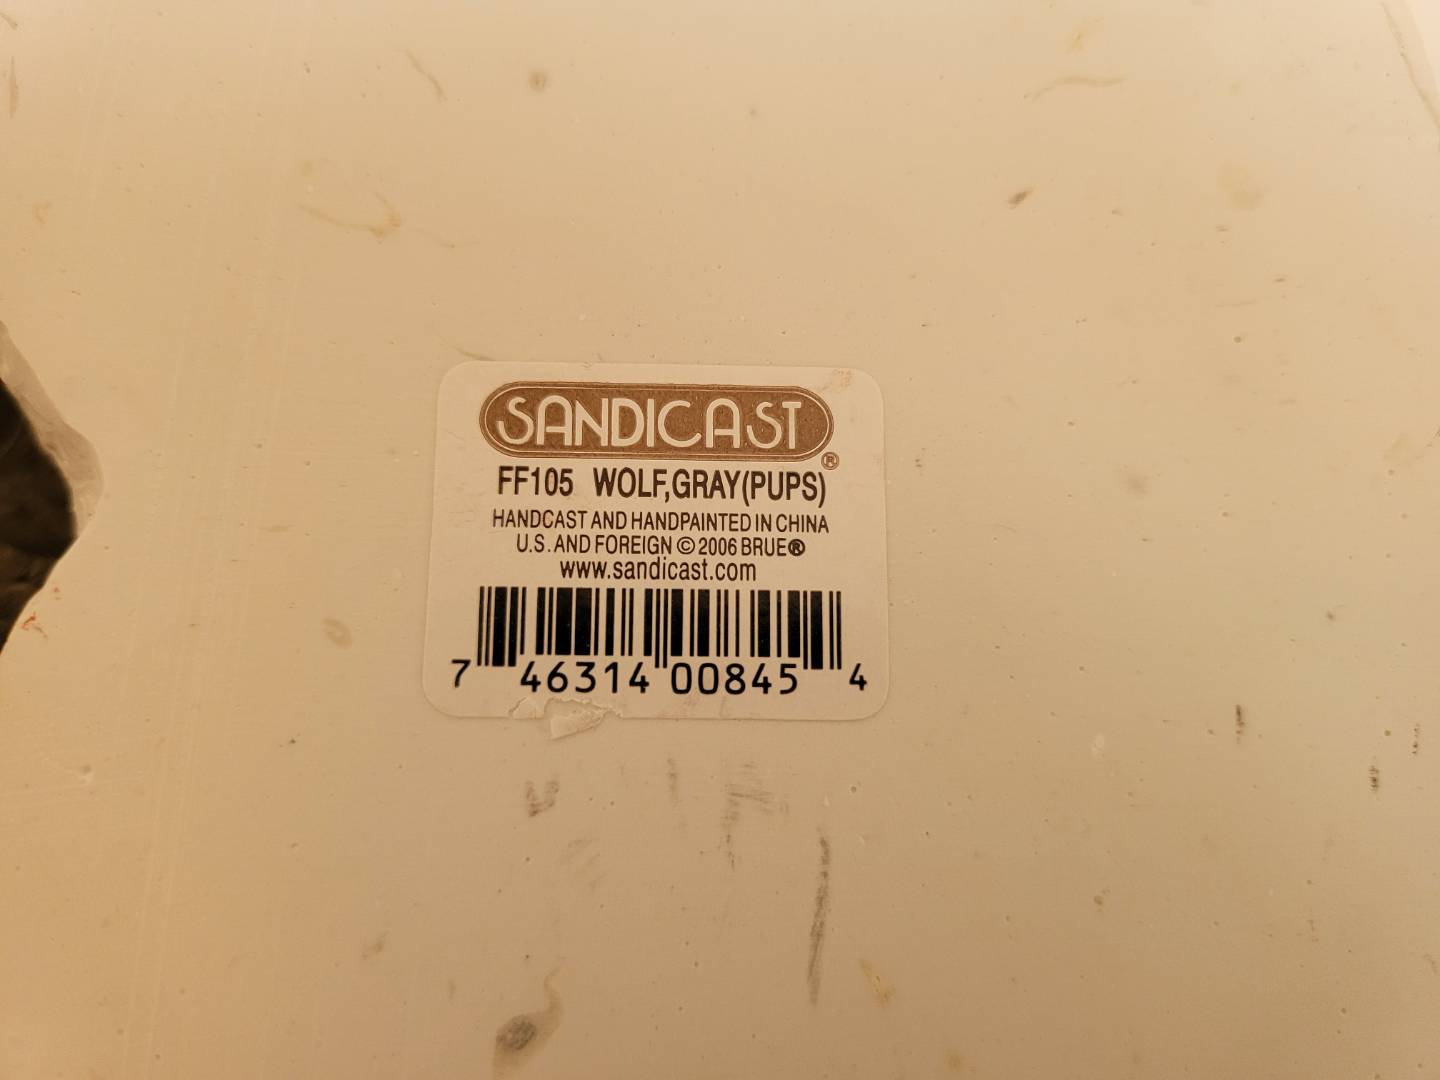 SANDICAST®
FF105 WOLF,GRAY(PUPS)
HANDCAST AND HANDPAINTED IN CHINA
U.S. AND FOREIGN © 2006 BRUE®
www.sandicast.com
7 46314 00845 4